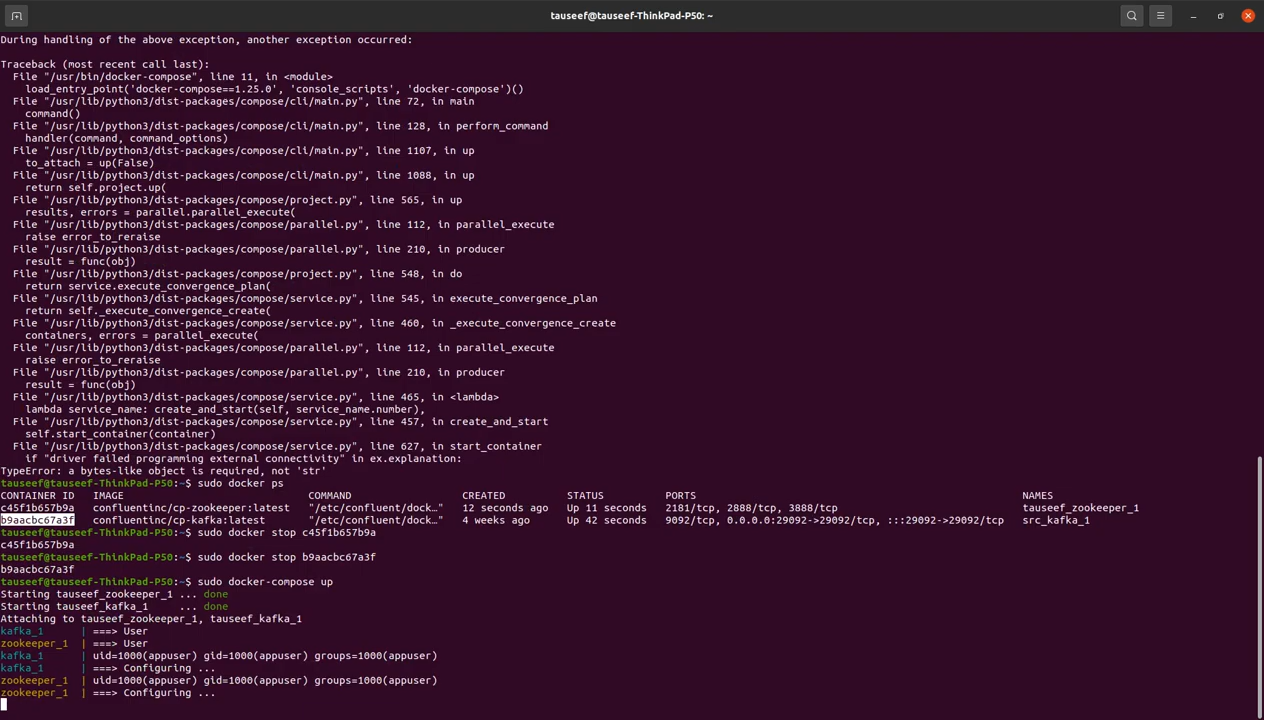 tauseef@tauseef-ThinkPad-P50: ~
During handling of the above exception, another exception occurred:
Traceback (most recent call last):
  File "/usr/bin/docker-compose", line 11, in <module>
    load_entry_point('docker-compose==1.25.0', 'console_scripts', 'docker-compose')()
  File "/usr/lib/python3/dist-packages/compose/cli/main.py", line 72, in main
    command()
  File "/usr/lib/python3/dist-packages/compose/cli/main.py", line 128, in perform_command
    handler(command, command_options)
  File "/usr/lib/python3/dist-packages/compose/cli/main.py", line 1107, in up
    to_attach = up(False)
  File "/usr/lib/python3/dist-packages/compose/cli/main.py", line 1088, in up
    return self.project.up(
  File "/usr/lib/python3/dist-packages/compose/project.py", line 565, in up
    results, errors = parallel.parallel_execute(
  File "/usr/lib/python3/dist-packages/compose/parallel.py", line 112, in parallel_execute
    raise error_to_reraise
  File "/usr/lib/python3/dist-packages/compose/parallel.py", line 210, in producer
    result = func(obj)
  File "/usr/lib/python3/dist-packages/compose/project.py", line 548, in do
    return service.execute_convergence_plan(
  File "/usr/lib/python3/dist-packages/compose/service.py", line 545, in execute_convergence_plan
    return self._execute_convergence_create(
  File "/usr/lib/python3/dist-packages/compose/service.py", line 460, in _execute_convergence_create
    containers, errors = parallel_execute(
  File "/usr/lib/python3/dist-packages/compose/parallel.py", line 112, in parallel_execute
    raise error_to_reraise
  File "/usr/lib/python3/dist-packages/compose/parallel.py", line 210, in producer
    result = func(obj)
  File "/usr/lib/python3/dist-packages/compose/service.py", line 465, in <lambda>
    lambda service_name: create_and_start(self, service_name.number),
  File "/usr/lib/python3/dist-packages/compose/service.py", line 457, in create_and_start
    self.start_container(container)
  File "/usr/lib/python3/dist-packages/compose/service.py", line 627, in start_container
    if "driver failed programming external connectivity" in ex.explanation:
TypeError: a bytes-like object is required, not 'str'
tauseef@tauseef-ThinkPad-P50:~$ sudo docker ps
CONTAINER ID   IMAGE                              COMMAND                  CREATED          STATUS          PORTS                                                     NAMES
c45f1b657b9a   confluentinc/cp-zookeeper:latest   "/etc/confluent/dock…"   12 seconds ago   Up 11 seconds   2181/tcp, 2888/tcp, 3888/tcp                              tauseef_zookeeper_1
b9aacbc67a3f   confluentinc/cp-kafka:latest       "/etc/confluent/dock…"   4 weeks ago      Up 42 seconds   9092/tcp, 0.0.0.0:29092->29092/tcp, :::29092->29092/tcp   src_kafka_1
tauseef@tauseef-ThinkPad-P50:~$ sudo docker stop c45f1b657b9a
c45f1b657b9a
tauseef@tauseef-ThinkPad-P50:~$ sudo docker stop b9aacbc67a3f
b9aacbc67a3f
tauseef@tauseef-ThinkPad-P50:~$ sudo docker-compose up
Starting tauseef_zookeeper_1 ... done
Starting tauseef_kafka_1     ... done
Attaching to tauseef_zookeeper_1, tauseef_kafka_1
kafka_1      | ===> User
zookeeper_1  | ===> User
kafka_1      | uid=1000(appuser) gid=1000(appuser) groups=1000(appuser)
kafka_1      | ===> Configuring ...
zookeeper_1  | uid=1000(appuser) gid=1000(appuser) groups=1000(appuser)
zookeeper_1  | ===> Configuring ...